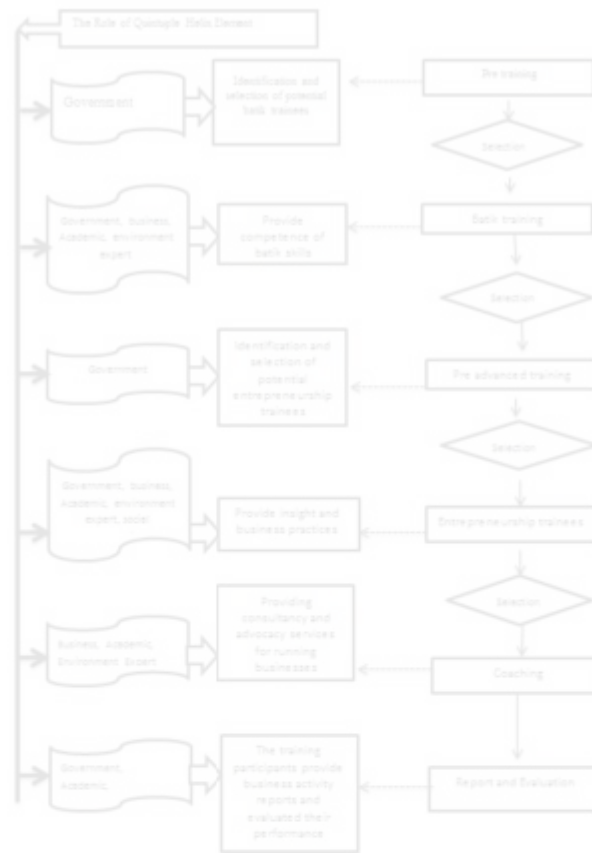 The Role of Quintuple Helix Element
Government
Identification and
selection of potential
batik trainees
Pre training
Selection
Government, business,
Academic, environment
expert
Provide
competence of
batik skills
Batik training
Selection
Government
Identification and
selection of
potential
entrepreneurship
trainees
Pre advanced training
Selection
Government, business,
Academic, environment
expert, social
Provide insight and
business practices
Entrepreneurship trainees
Selection
Business, Academic,
Environment Expert
Providing
consultancy and
advocacy services
for running
businesses
Coaching
Government,
Academic,
The training
participants provide
business activity
reports and
evaluated their
performance
Report and Evaluation